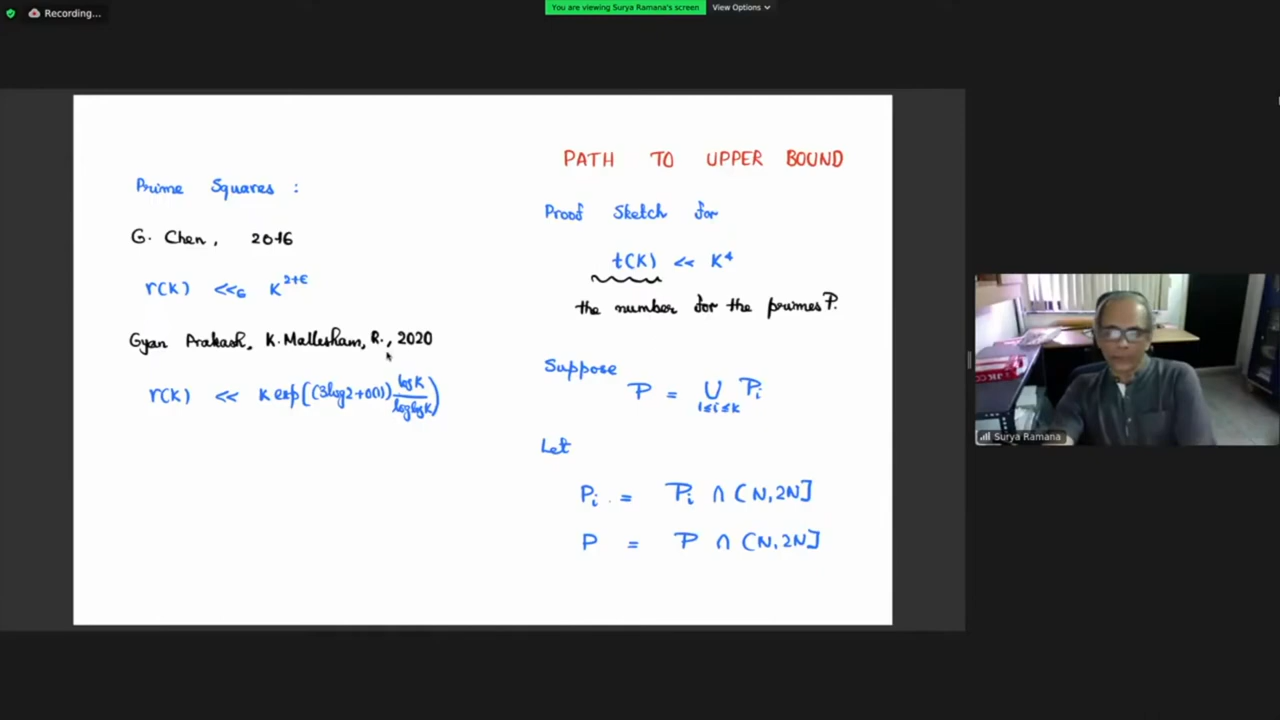 Recording...
You are viewing Surya Ramana's screen View Options
Prime Squares :
G. Chen, 2016
r(K) <<_ε K^{2+ε}
Gyan Prakash, K. Mallesham, R., 2020
r(K) << K exp[(3log2+o(1)) logK/loglogK)
PATH TO UPPER BOUND
Proof Sketch for
t(K) << K⁴
the number for the primes P.
Suppose
P = ∪ P_i
1≤i≤K
Let
P_i = P_i ∩ (N, 2N]
P = P ∩ (N, 2N]
Surya Ramana